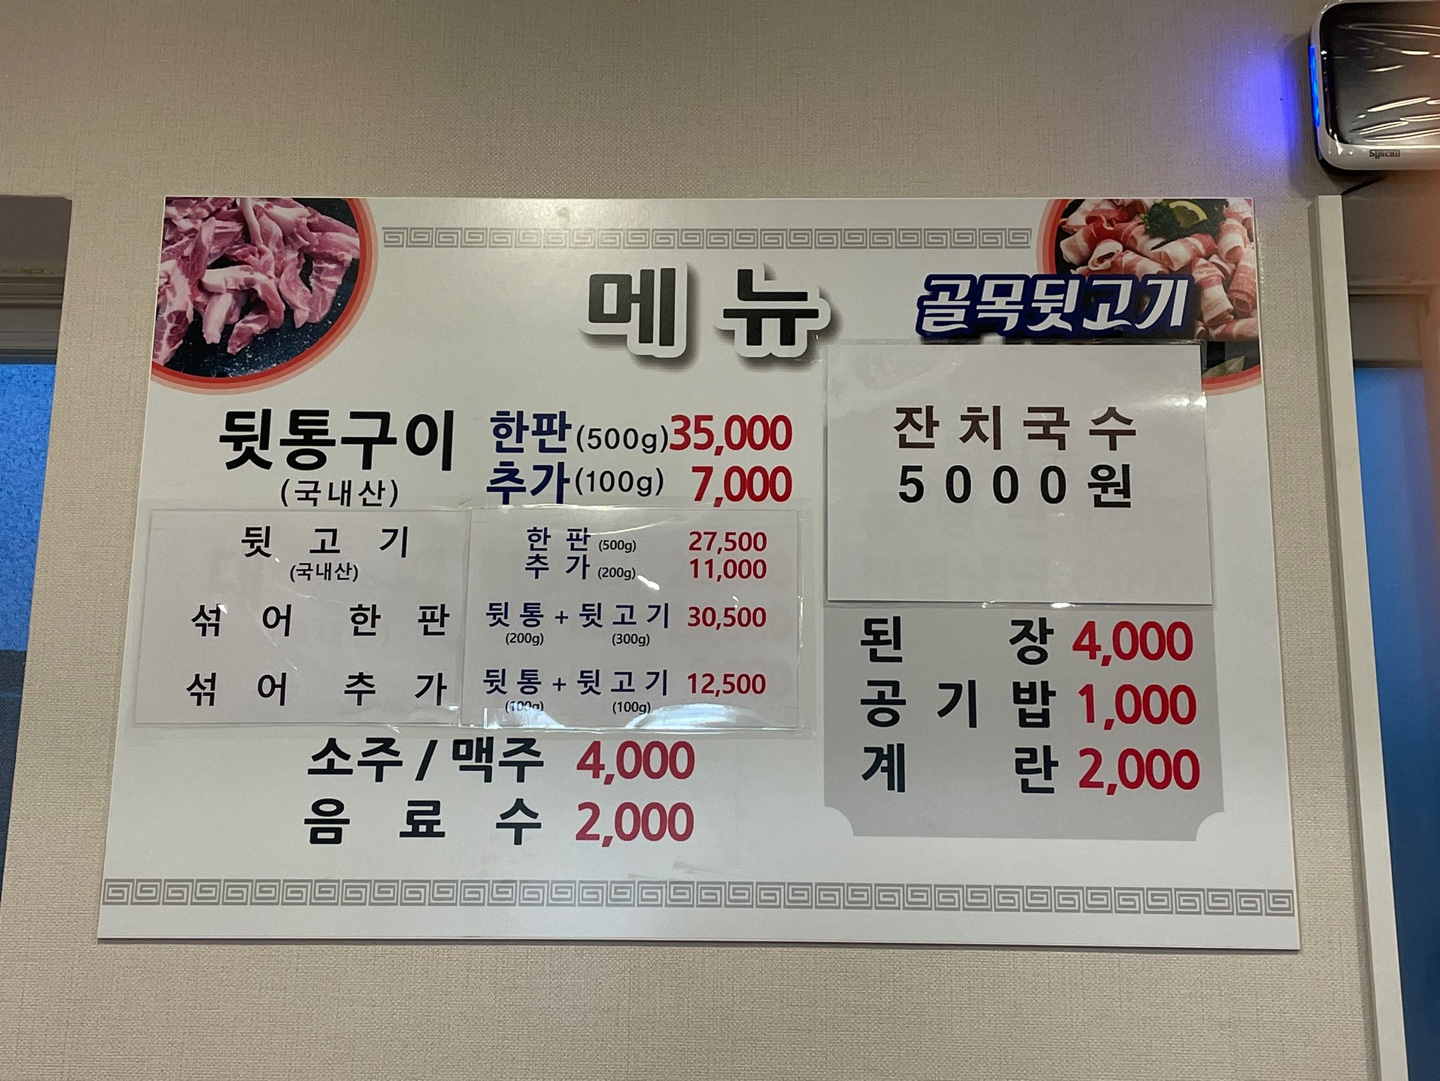 Syscall
메뉴
골목뒷고기
뒷통구이 한판(500g)35,000
(국내산) 추가(100g) 7,000
뒷고기 한판(500g) 27,500
(국내산) 추가(200g) 11,000
섞어 한판 뒷통+뒷고기 30,500
(200g) (300g)
섞어 추가 뒷통+뒷고기 12,500
(100g) (100g)
소주/맥주 4,000
음료수 2,000
잔치국수
5000원
된장 4,000
공기밥 1,000
계란 2,000